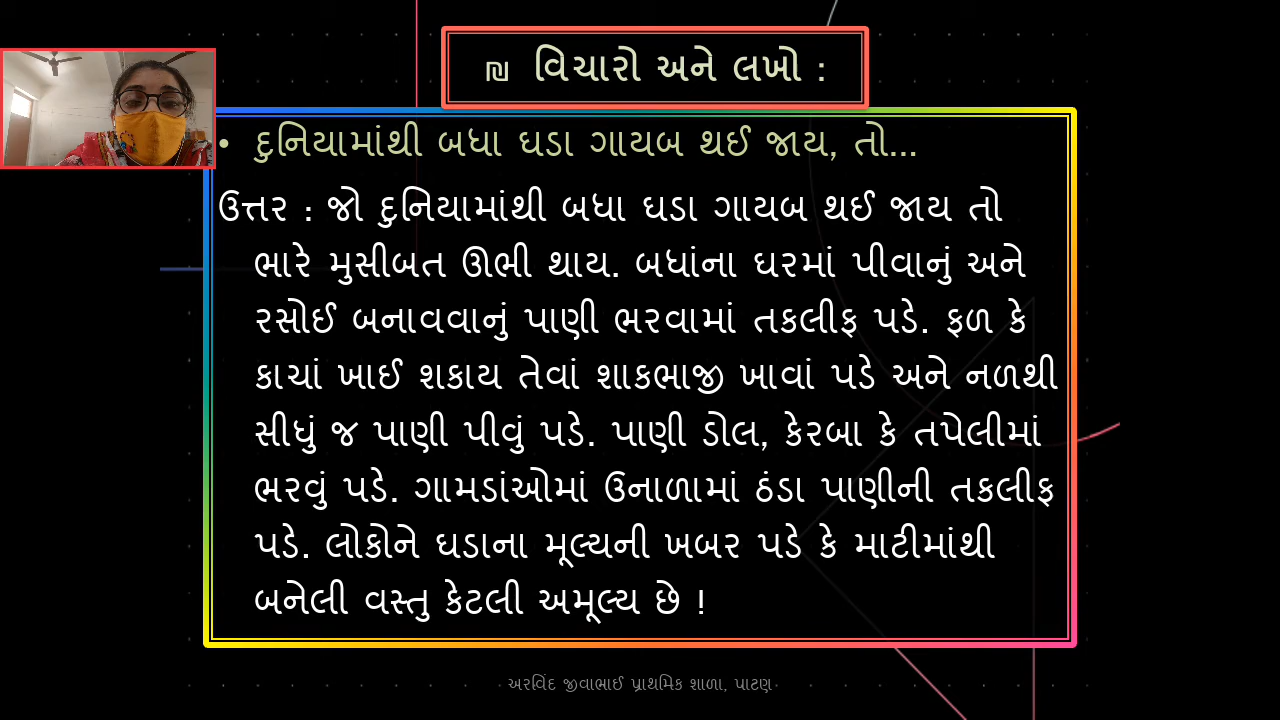 ₪ વિચારો અને લખો :
• દુનિયામાંથી બધા ઘડા ગાયબ થઈ જાય, તો...
ઉત્તર : જો દુનિયામાંથી બધા ઘડા ગાયબ થઈ જાય તો
ભારે મુસીબત ઊભી થાય. બધાંના ઘરમાં પીવાનું અને
રસોઈ બનાવવાનું પાણી ભરવામાં તકલીફ પડે. ફળ કે
કાચાં ખાઈ શકાય તેવાં શાકભાજી ખાવાં પડે અને નળથી
સીધું જ પાણી પીવું પડે. પાણી ડોલ, કેરબા કે તપેલીમાં
ભરવું પડે. ગામડાંઓમાં ઉનાળામાં ઠંડા પાણીની તકલીફ
પડે. લોકોને ઘડાના મૂલ્યની ખબર પડે કે માટીમાંથી
બનેલી વસ્તુ કેટલી અમૂલ્ય છે !
અરવિંદ જીવાભાઈ પ્રાથમિક શાળા, પાટણ